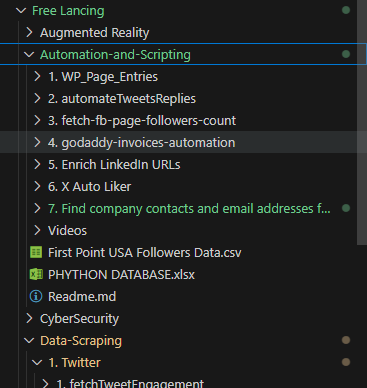 Free Lancing
Augmented Reality
Automation-and-Scripting
1. WP_Page_Entries
2. automateTweetsReplies
3. fetch-fb-page-followers-count
4. godaddy-invoices-automation
5. Enrich LinkedIn URLs
6. X Auto Liker
7. Find company contacts and email addresses f...
Videos
First Point USA Followers Data.csv
PHYTHON DATABASE.xlsx
Readme.md
CyberSecurity
Data-Scraping
1. Twitter
1. fetchTweetEngagement